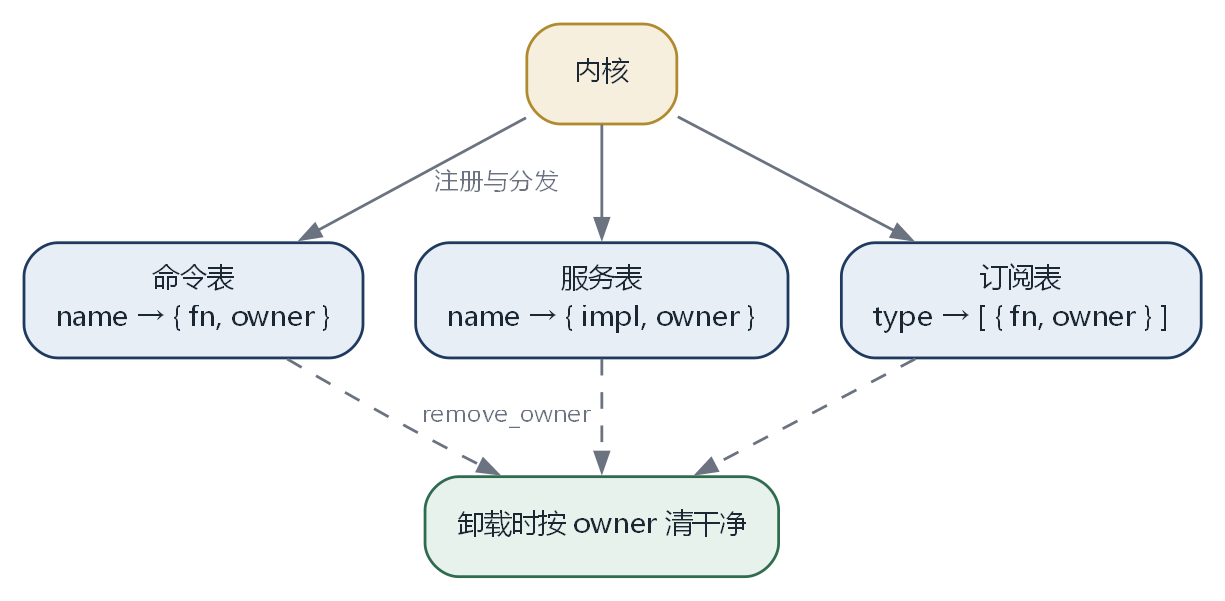 内核
注册与分发
命令表
name → { fn, owner }
服务表
name → { impl, owner }
订阅表
type → [ { fn, owner } ]
remove_owner
卸载时按 owner 清干净